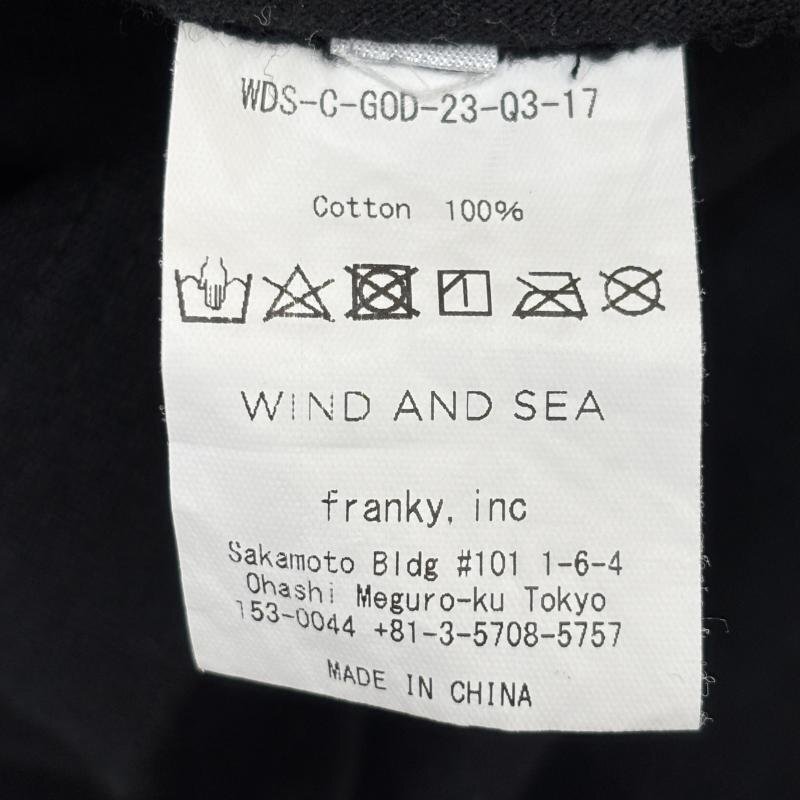 WDS-C-GOD-23-Q3-17
Cotton 100%
WIND AND SEA
franky, inc
Sakamoto Bldg #101 1-6-4
Ohashi Meguro-ku Tokyo
153-0044 +81-3-5708-5757
MADE IN CHINA